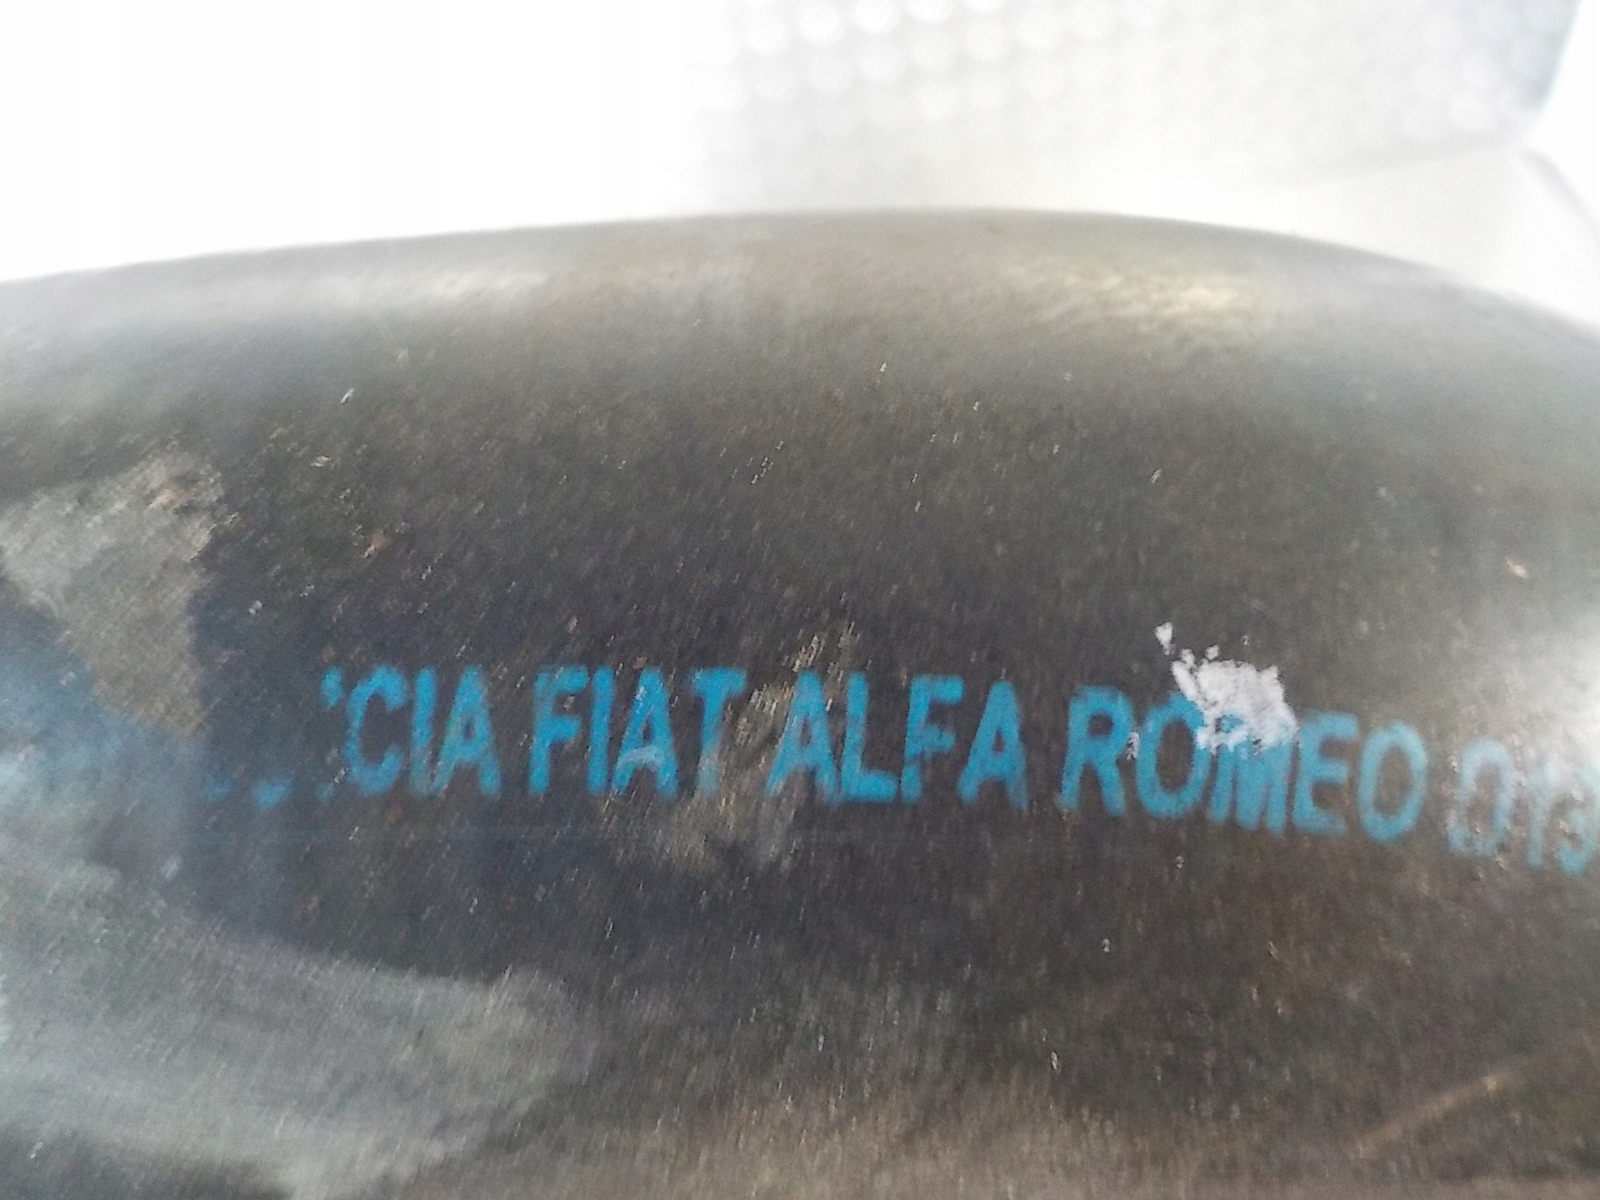 CIA FIAT ALFA ROMEO